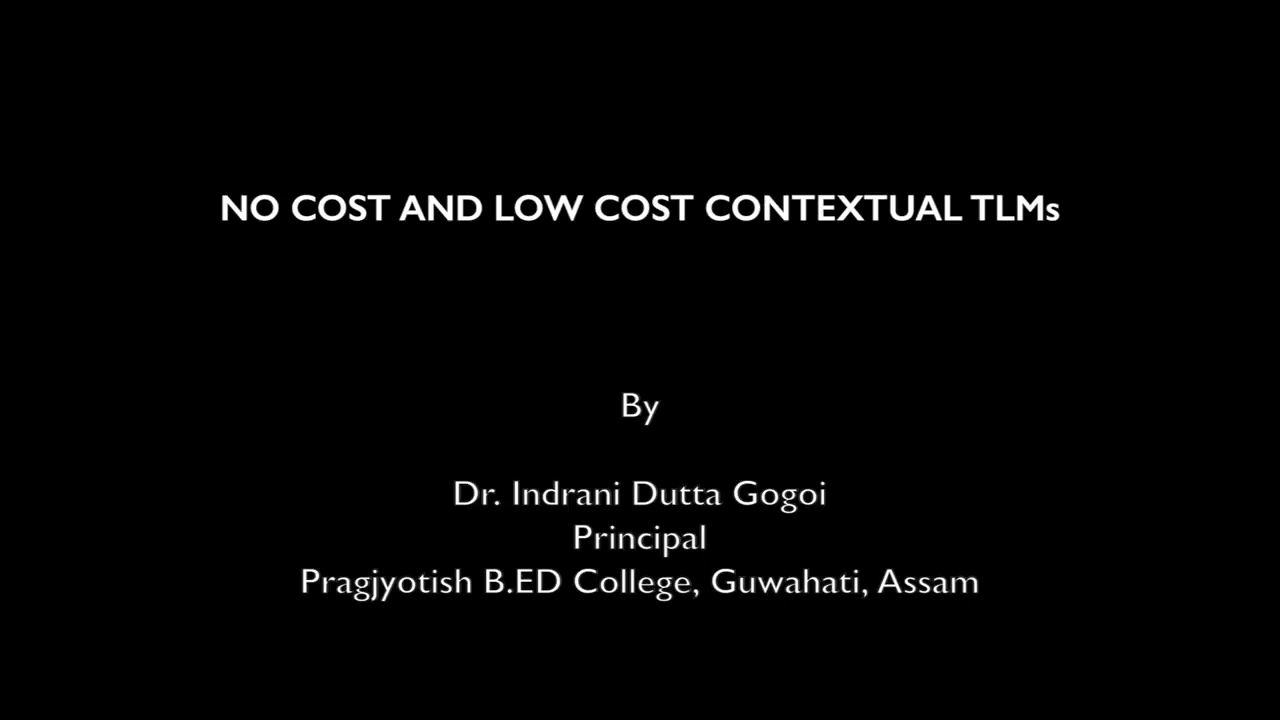 NO COST AND LOW COST CONTEXTUAL TLMs
By
Dr. Indrani Dutta Gogoi
Principal
Pragjyotish B.ED College, Guwahati, Assam